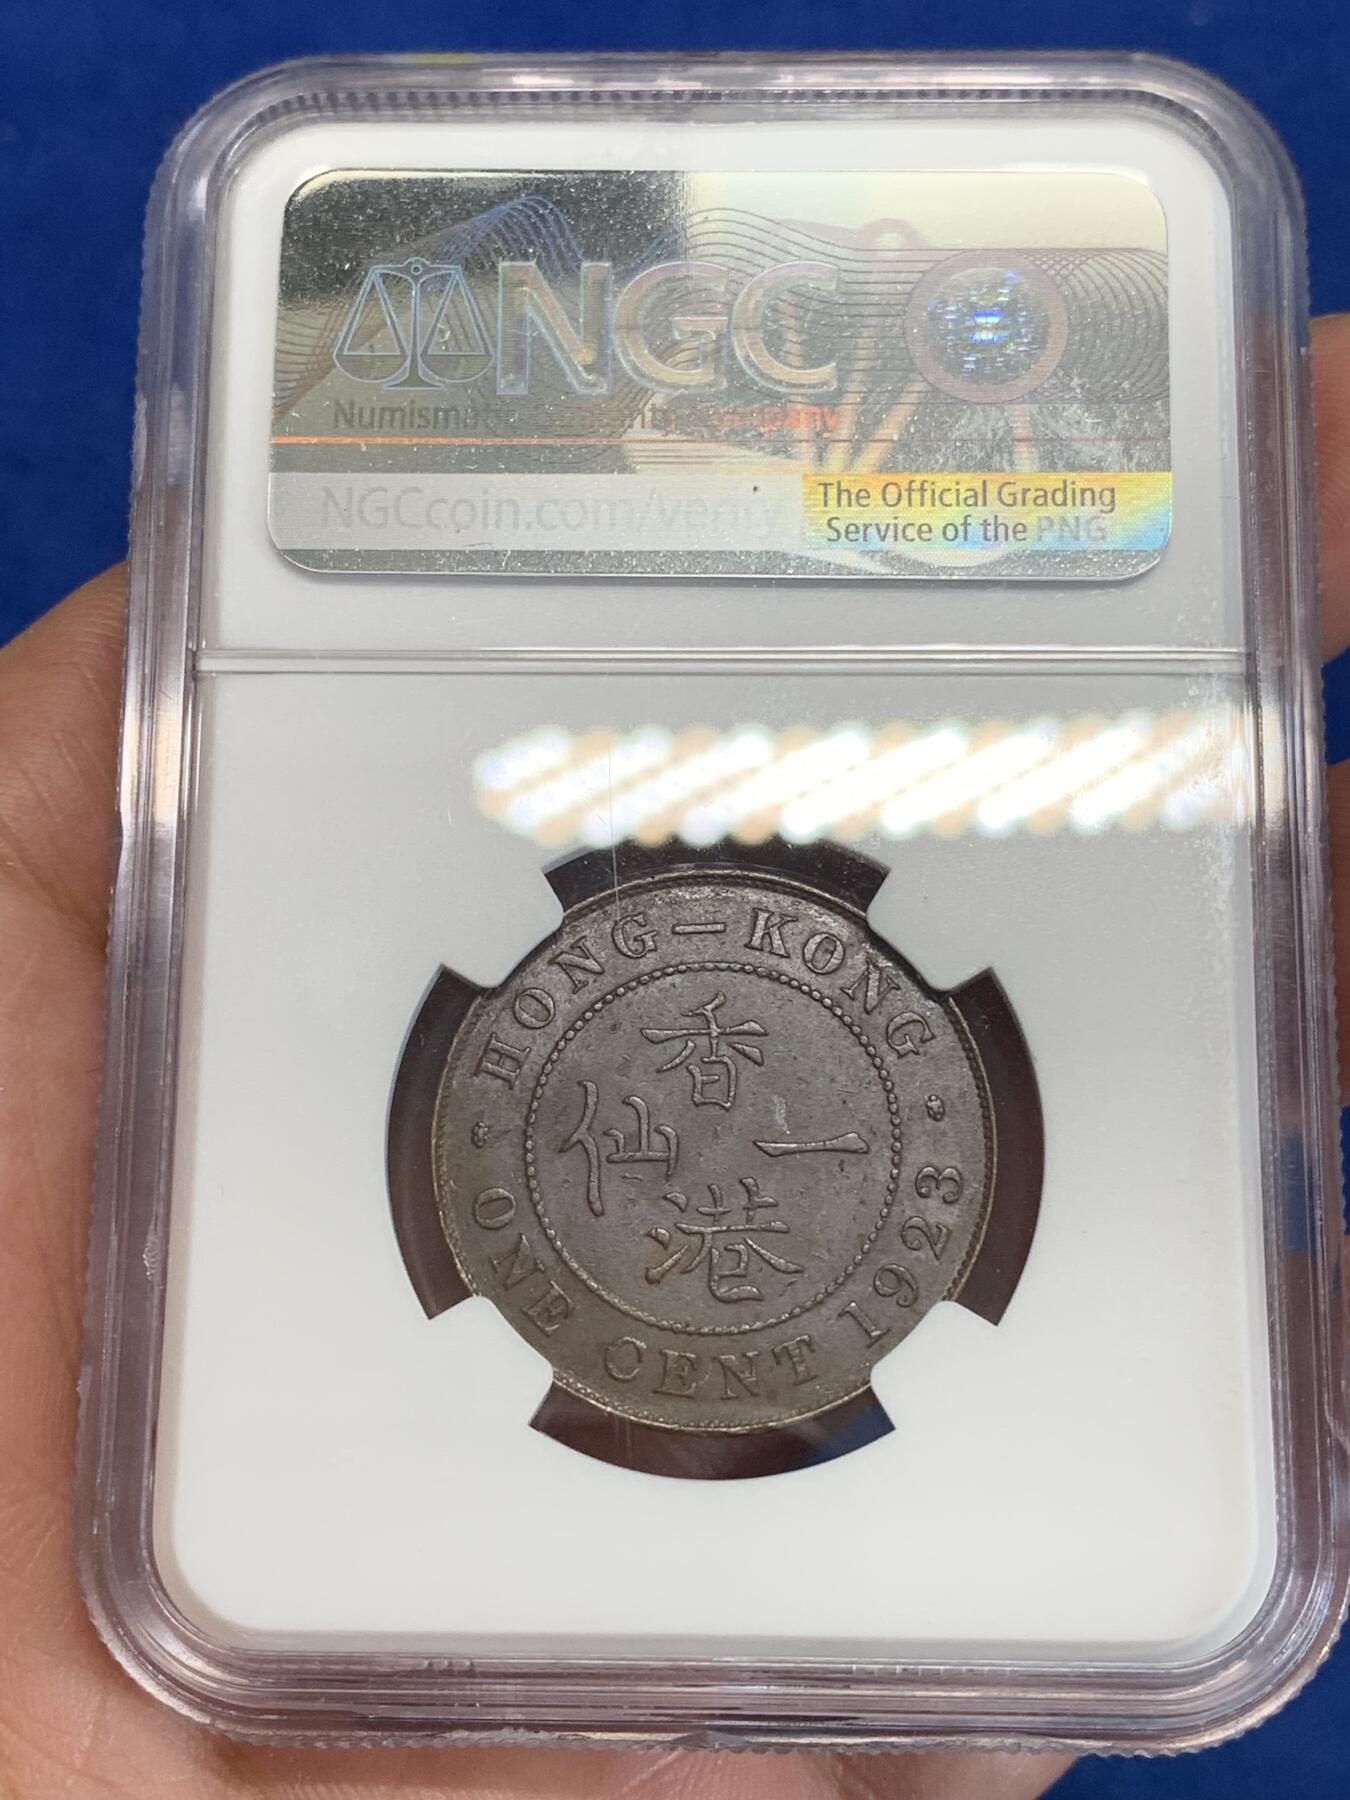 NGC
Numismatic Guaranty Company
NGCcoin.com/verify
The Official Grading
Service of the PNG
HONG-KONG
香
仙 一
港
ONE CENT 1923